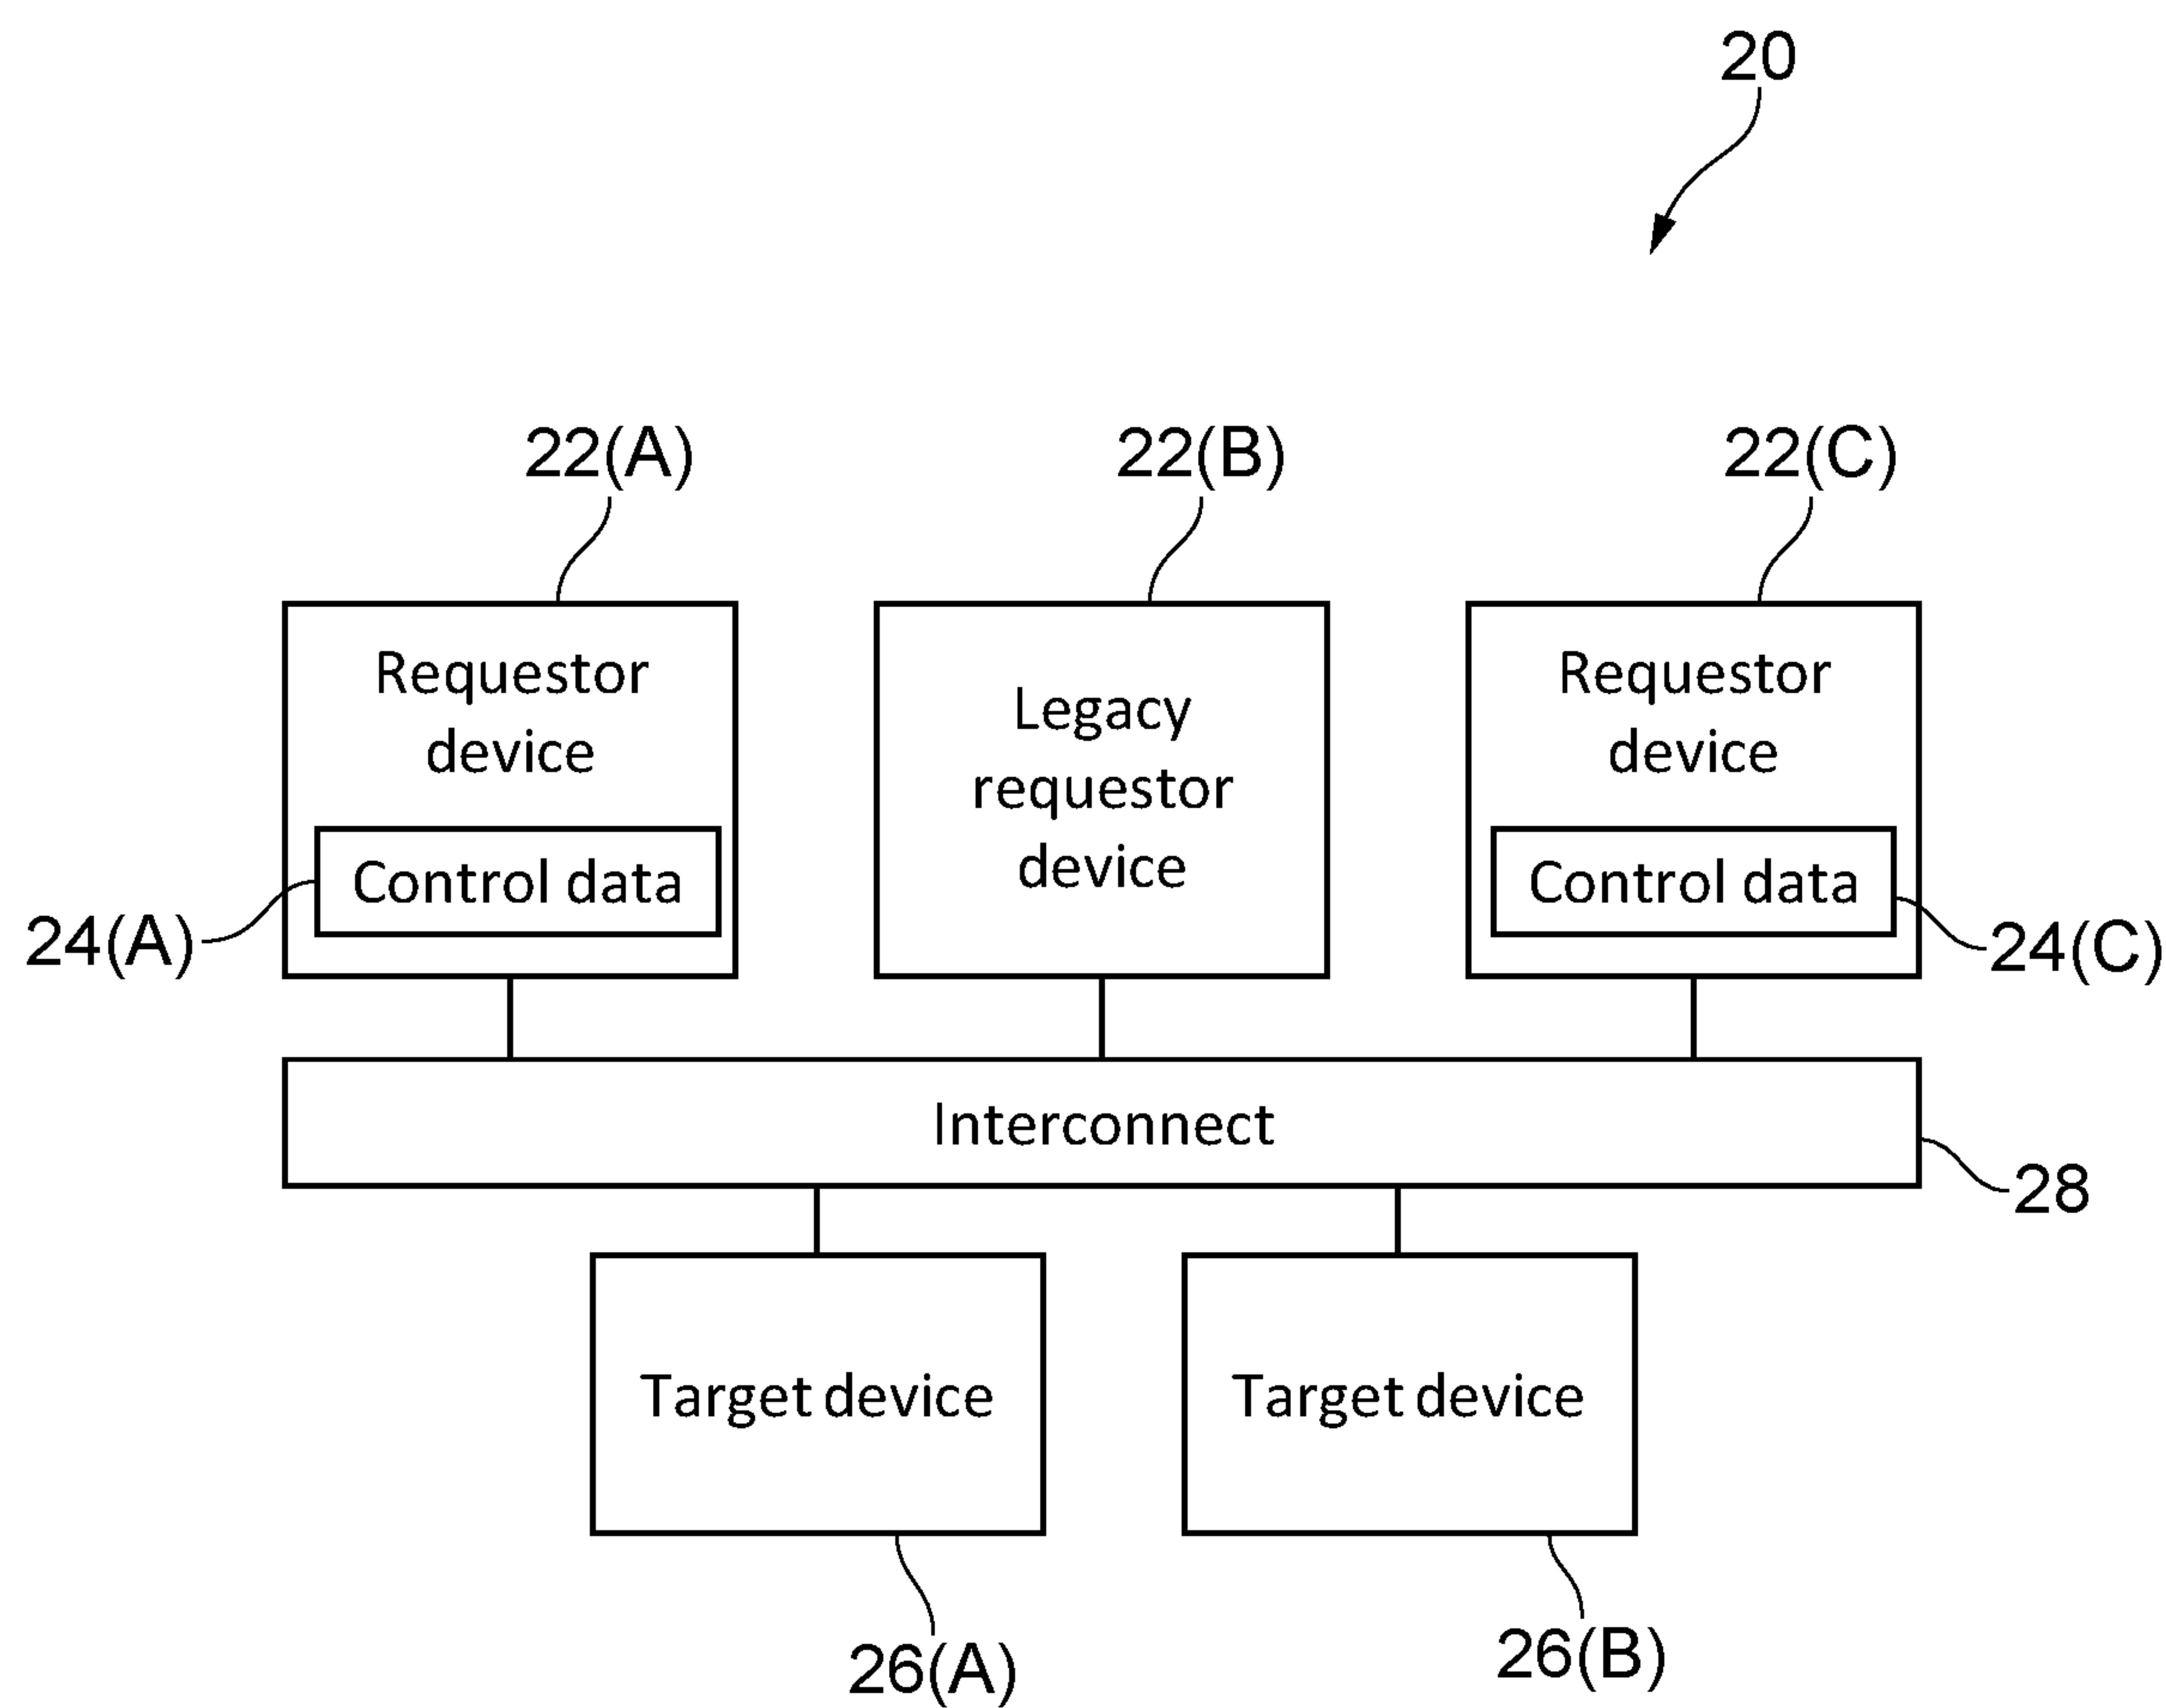 20
22(A)
22(B)
22(C)
Requestor
device
Control data
24(A)
Legacy
requestor
device
Requestor
device
Control data
24(C)
Interconnect
28
Target device
Target device
26(A)
26(B)